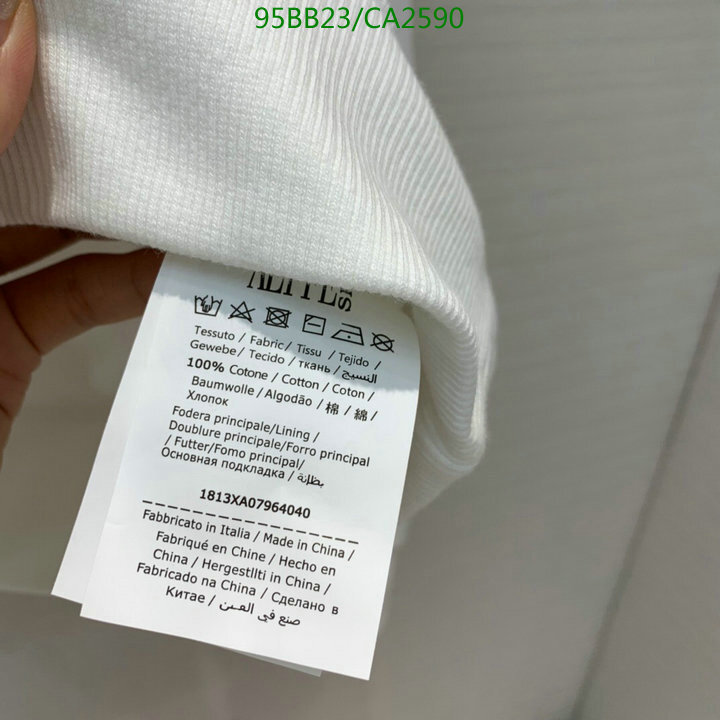 95BB23/CA2590
Tessuto / Fabric / Tissu / Tejido /
Gewebe / Tecido / ткань / النسيج
100% Cotone / Cotton / Coton /
Baumwolle / Algodão / 棉 / 綿 /
Хлопок
Fodera principale/Lining /
Doublure principale/Forro principal
/ Futter/Fomo principal/
Основная подкладка / بطانة
1813XA07964040
Fabbricato in Italia / Made in China /
Fabriqué en Chine / Hecho en
China / Hergestllti in China /
Fabricado na China / Сделано в
Китае / صنع في الصين